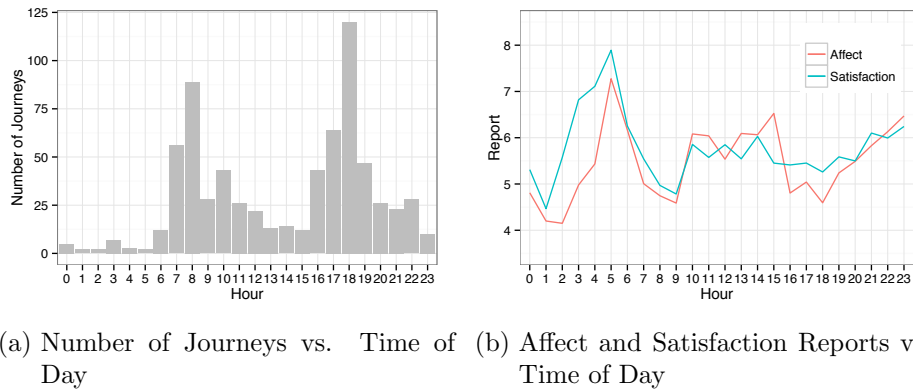 125
100
75
50
25
0
Number of Journeys
0 1 2 3 4 5 6 7 8 9 10 11 12 13 14 15 16 17 18 19 20 21 22 23
Hour
8
7
6
5
4
Report
Affect
Satisfaction
0 1 2 3 4 5 6 7 8 9 10 11 12 13 14 15 16 17 18 19 20 21 22 23
Hour
(a) Number of Journeys vs. Time of
Day
(b) Affect and Satisfaction Reports v
Time of Day